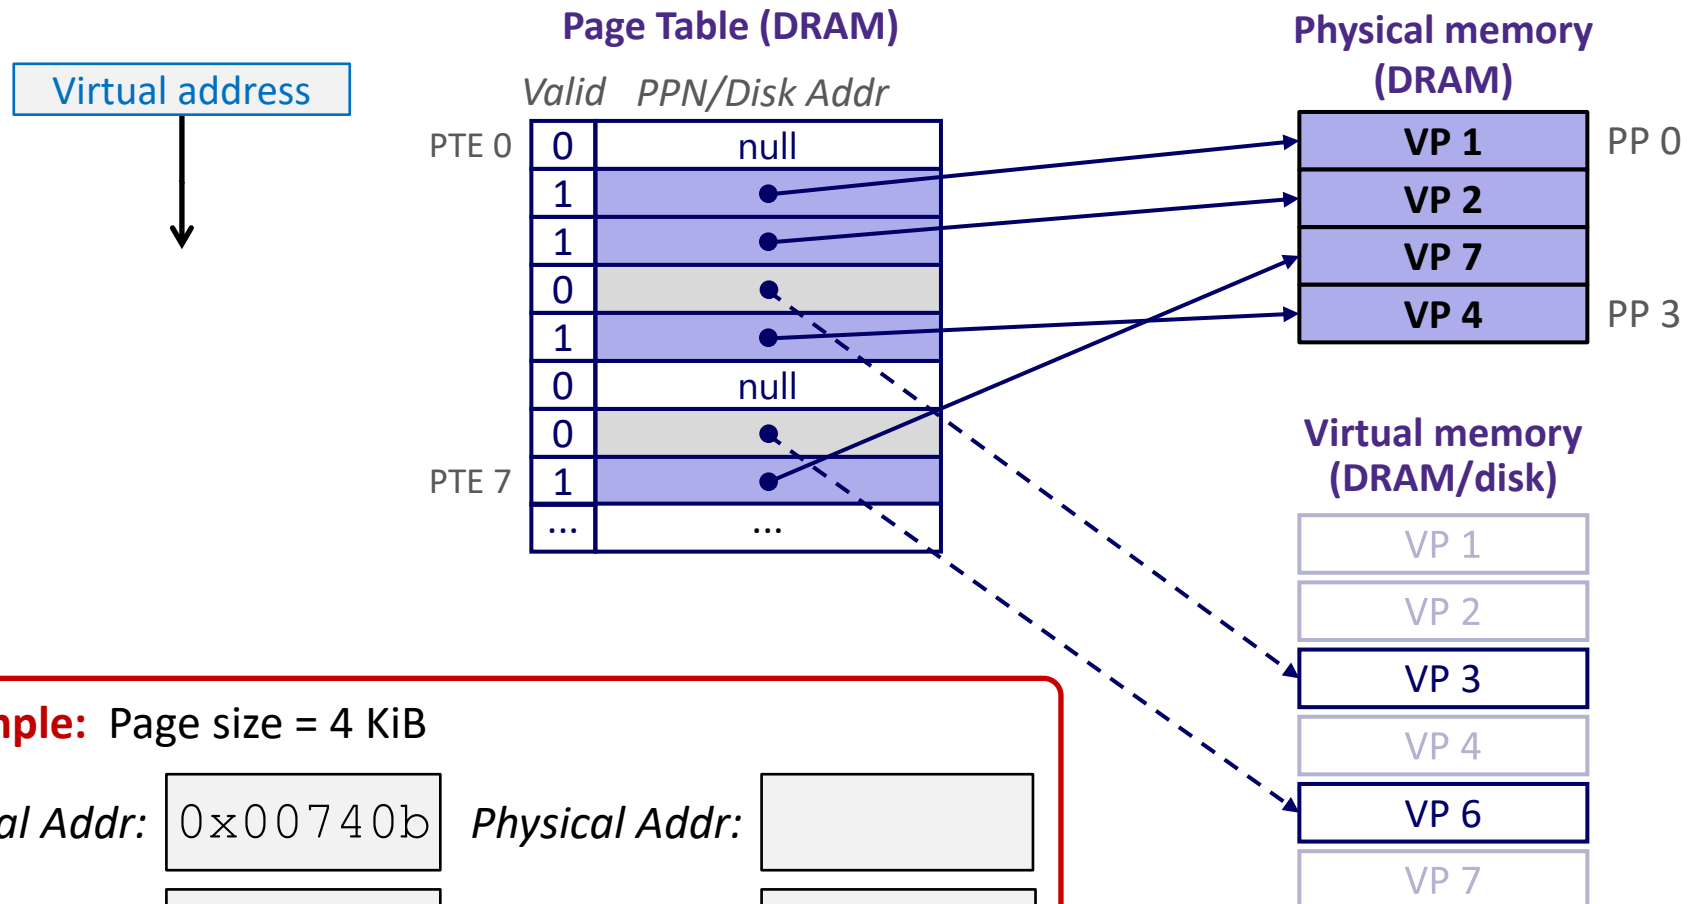 Page Table (DRAM)
Physical memory
(DRAM)
Virtual address
Valid PPN/Disk Addr
PTE 0 0 null
1
1
0
1
0 null
0
PTE 7 1
... ...
VP 1 PP 0
VP 2
VP 7
VP 4 PP 3
Virtual memory
(DRAM/disk)
VP 1
VP 2
VP 3
VP 4
VP 6
VP 7
mple: Page size = 4 KiB
al Addr: 0x00740b Physical Addr: